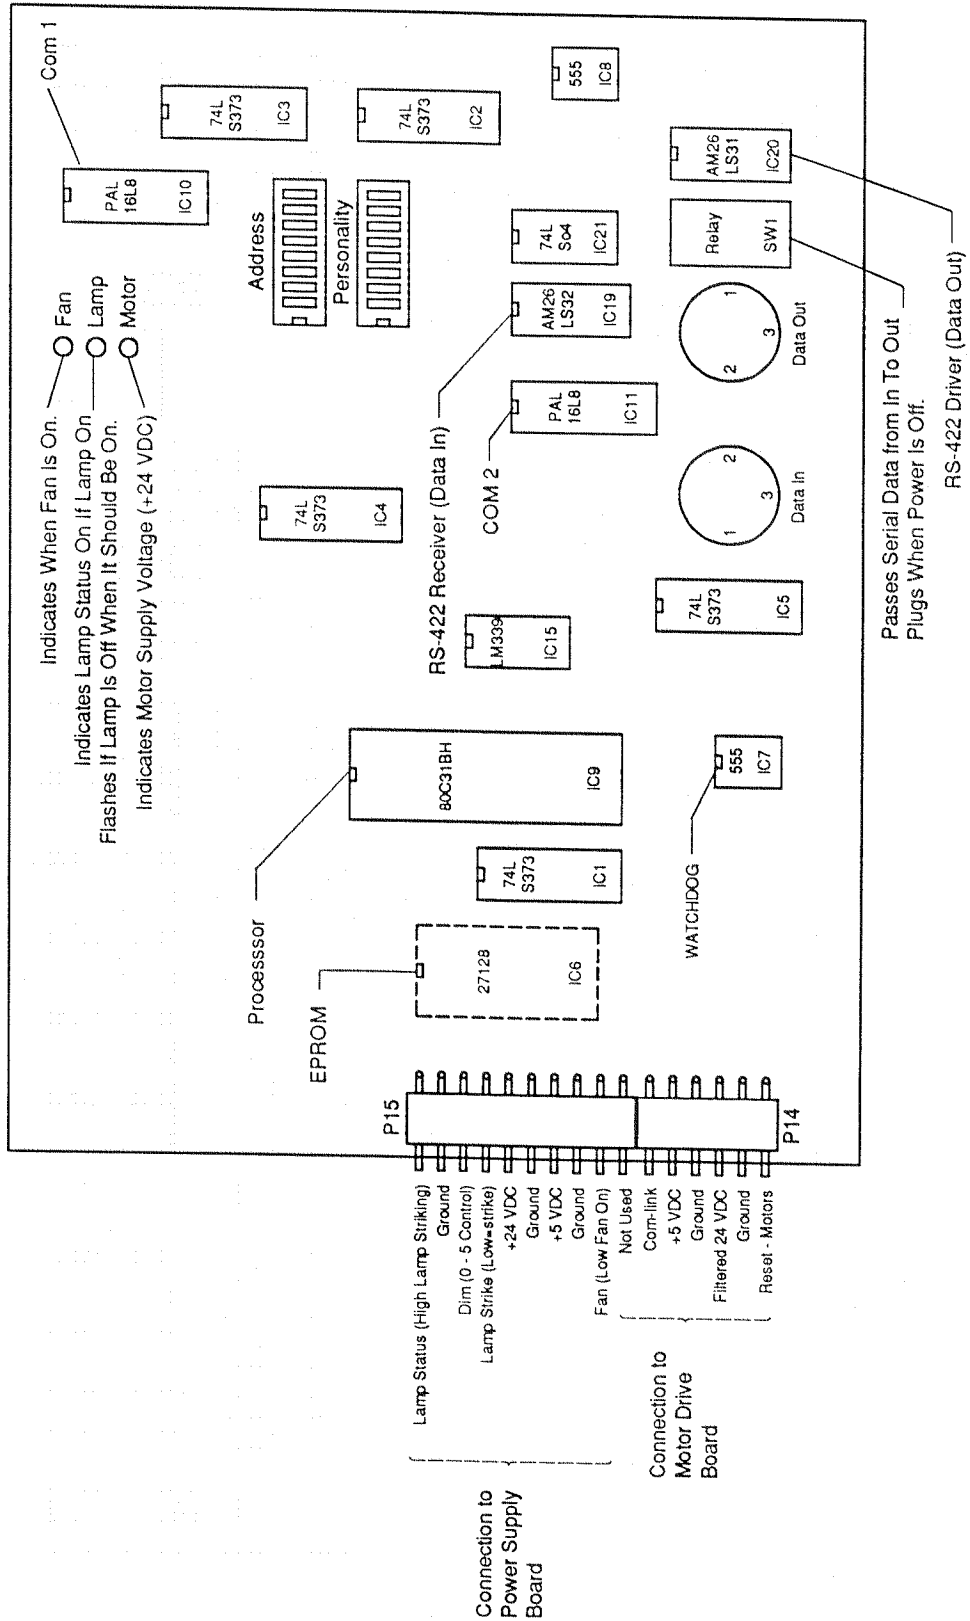 Com 1
Indicates When Fan Is On.
Fan
Indicates Lamp Status On If Lamp On
Flashes If Lamp Is Off When It Should Be On.
Lamp
Indicates Motor Supply Voltage (+24 VDC)
Motor
PAL
16L8
IC10
74L
S373
IC3
74L
S373
IC2
555
IC8
Address
Personality
74L
S373
IC4
RS-422 Receiver (Data In)
COM 2
74L
So4
IC21
AM26
LS32
IC19
PAL
16L8
IC11
AM26
LS31
IC20
Relay
SW1
1
2
3
Data Out
1
2
3
Data In
LM339
IC15
74L
S373
IC5
Processsor
80C31BH
IC9
74L
S373
IC1
555
IC7
WATCHDOG
EPROM
27128
IC6
P15
P14
Lamp Status (High Lamp Striking)
Ground
Dim (0 - 5 Control)
Lamp Strike (Low=strike)
+24 VDC
Ground
+5 VDC
Ground
Fan (Low Fan On)
Not Used
Com-link
+5 VDC
Ground
Filtered 24 VDC
Ground
Reset - Motors
Connection to
Power Supply
Board
Connection to
Motor Drive
Board
Passes Serial Data from In To Out
Plugs When Power Is Off.
RS-422 Driver (Data Out)